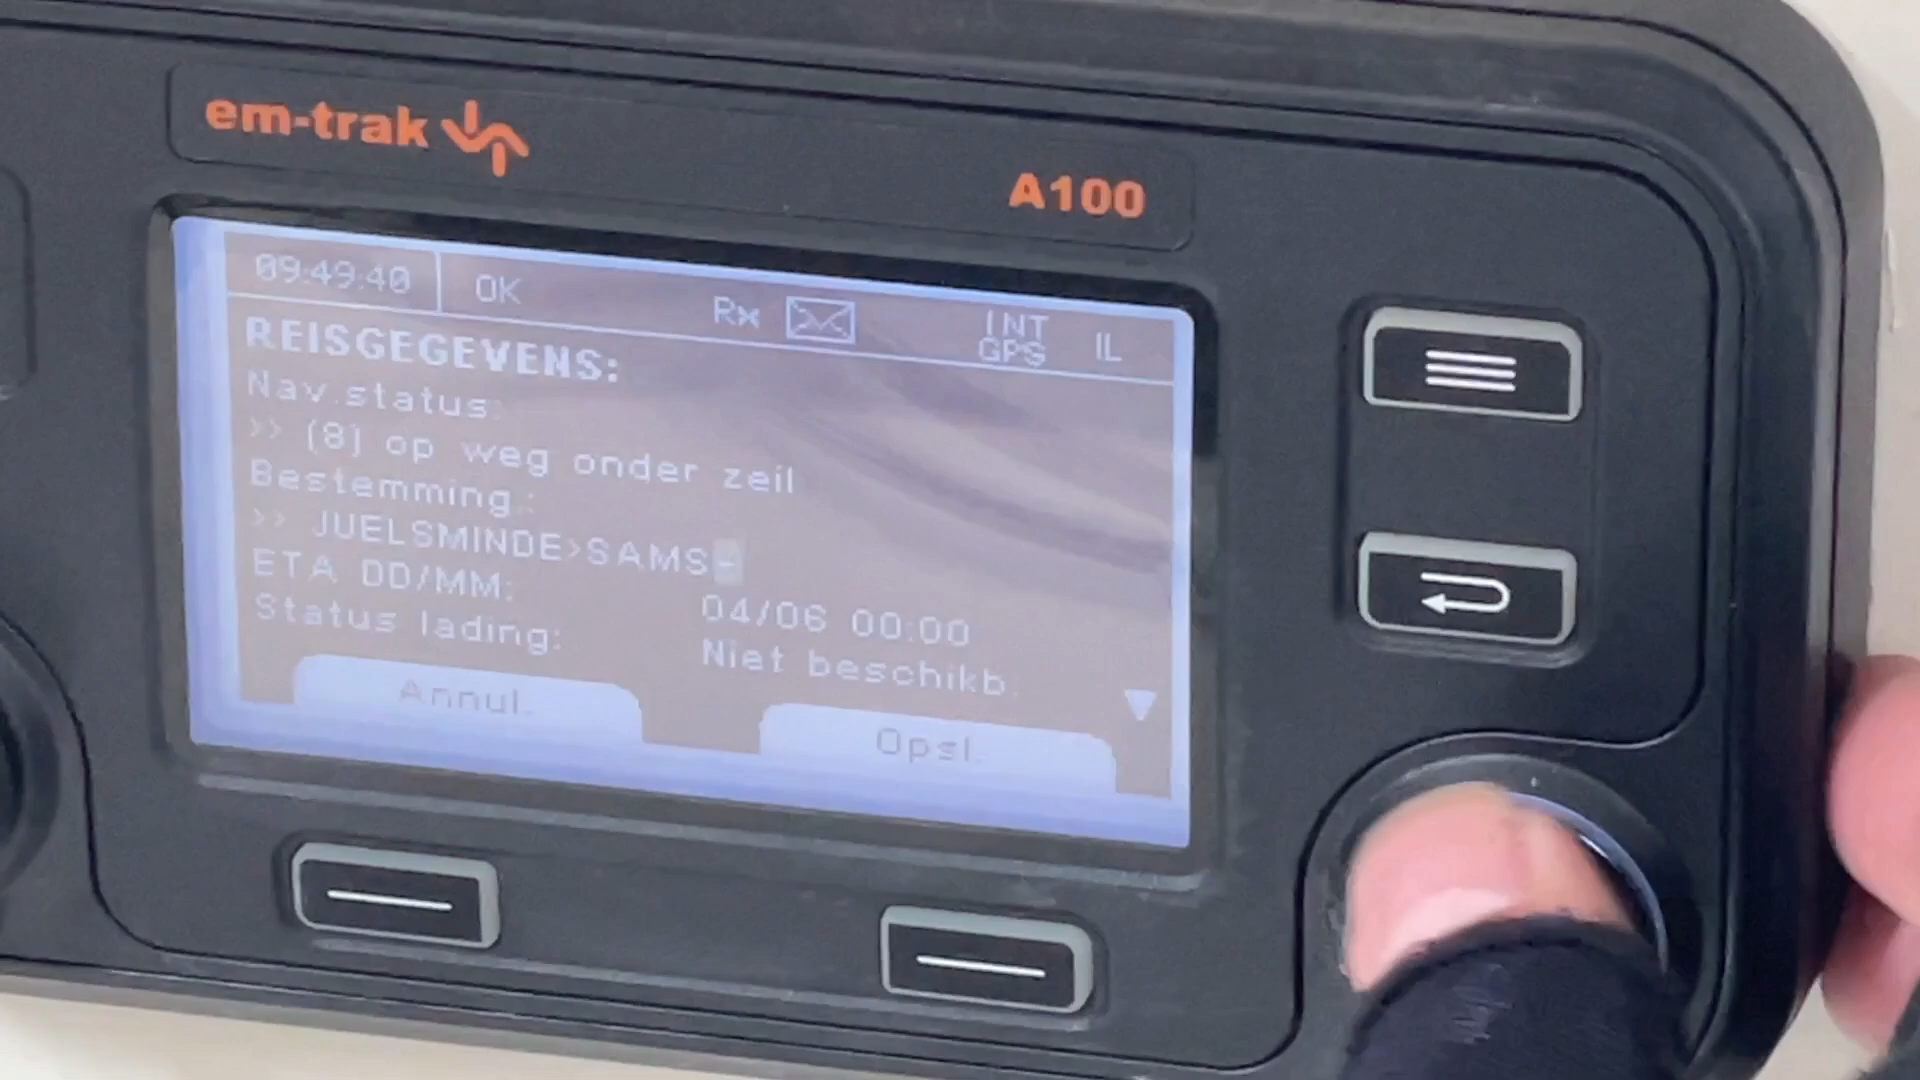 em-trak
A100
09:49:40 OK Rx INT GPS IL
REISGEGEVENS:
Nav.status:
>> (8) op weg onder zeil
Bestemming:
>> JUELSMINDE>SAMS-
ETA DD/MM: 04/06 00:00
Status lading: Niet beschikb.
Annul. Opsl.